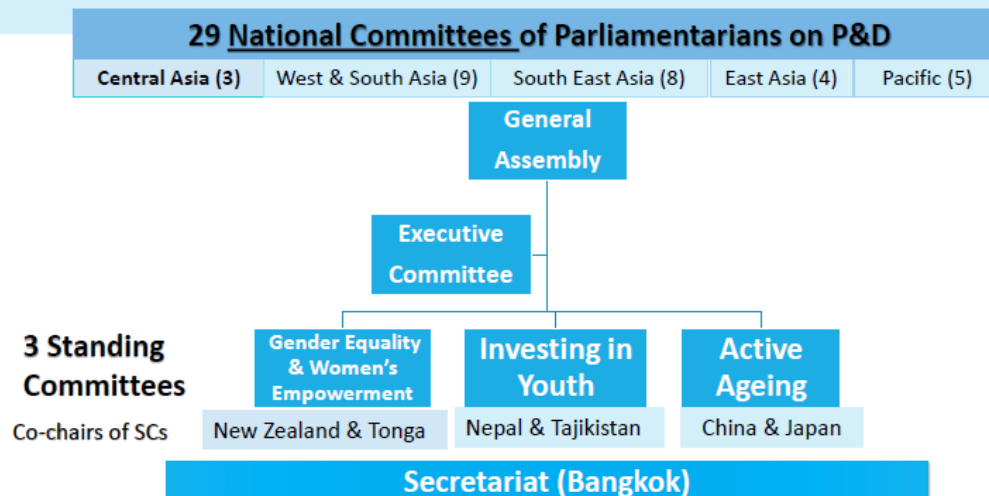 29 National Committees of Parliamentarians on P&D
Central Asia (3) West & South Asia (9) South East Asia (8) East Asia (4) Pacific (5)
General
Assembly
Executive
Committee
3 Standing
Committees
Gender Equality
& Women's
Empowerment
Investing in
Youth
Active
Ageing
Co-chairs of SCs
New Zealand & Tonga
Nepal & Tajikistan
China & Japan
Secretariat (Bangkok)